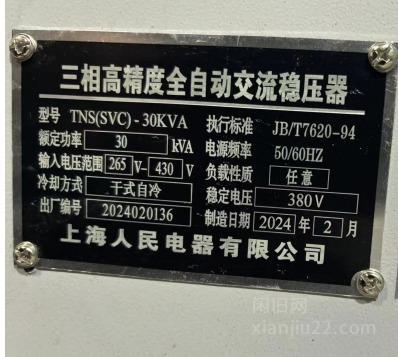 三相高精度全自动交流稳压器
型号 TNS(SVC)-30KVA 执行标准 JB/T7620-94
额定功率 30 kVA 电源频率 50/60HZ
输入电压范围 265 V- 430 V 负载性质 任意
冷却方式 干式自冷 稳定电压 380V
出厂编号 2024020136 制造日期 2024 年 2 月
上海人民电器有限公司
闲旧网
xianjiu22.com